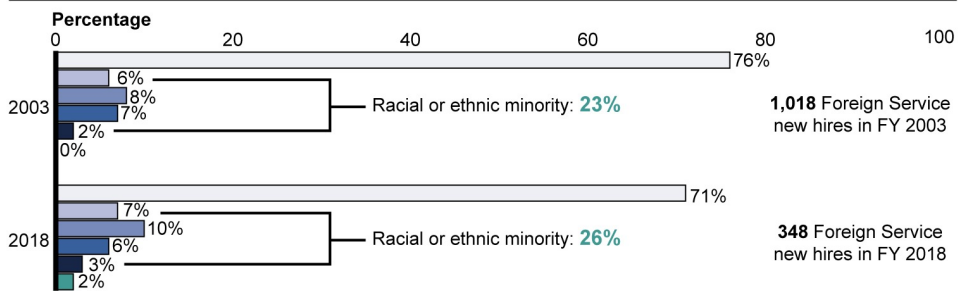 Percentage
0 20 40 60 80 100
76%
6%
8%
2003
7%
2%
0%
Racial or ethnic minority: 23%
1,018 Foreign Service
new hires in FY 2003
71%
7%
10%
2018
6%
3%
2%
Racial or ethnic minority: 26%
348 Foreign Service
new hires in FY 2018